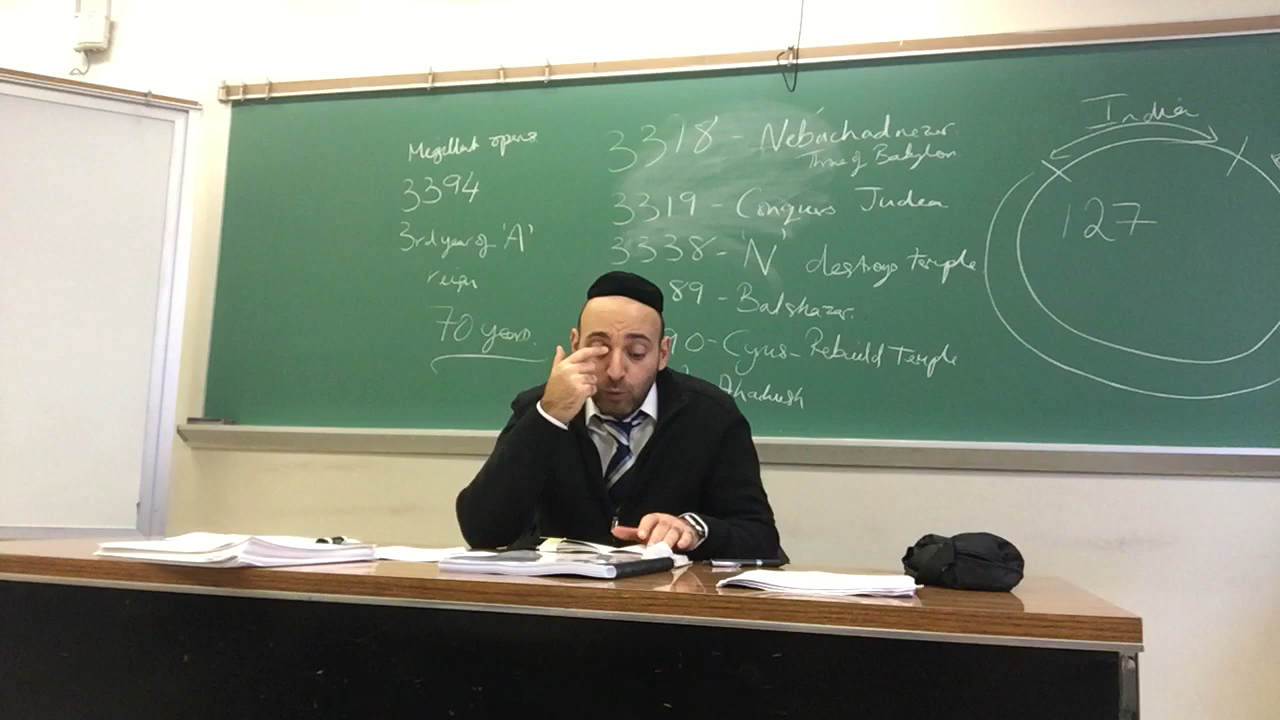 Megillah opens
3394
3rd year of 'A'
reign
70 years.
3318 - Nebuchadnezar
Throne of Babylon
3319 - Conquers Judea
3338 - 'N' destroys temple
89 - Balshazar
90 - Cyrus - Rebuild Temple
India
127